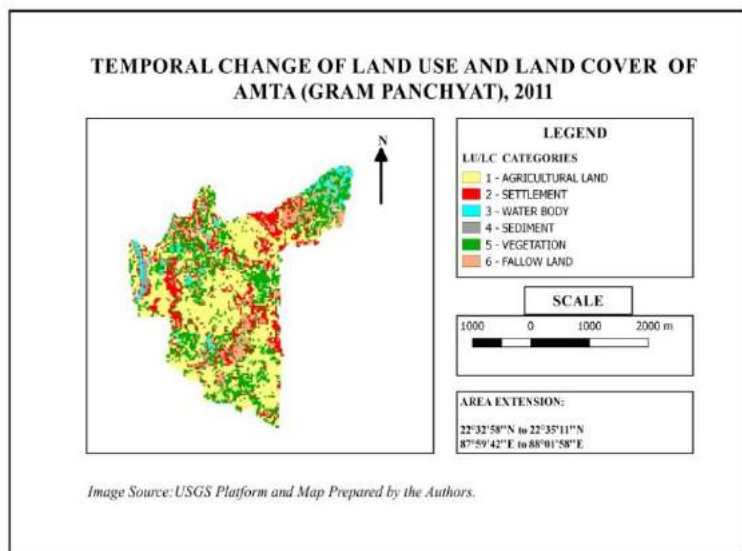 TEMPORAL CHANGE OF LAND USE AND LAND COVER OF
AMTA (GRAM PANCHYAT), 2011
N
LEGEND
LU/LC CATEGORIES
1 - AGRICULTURAL LAND
2 - SETTLEMENT
3 - WATER BODY
4 - SEDIMENT
5 - VEGETATION
6 - FALLOW LAND
SCALE
1000 0 1000 2000 m
AREA EXTENSION:
22°32'58"N to 22°35'11"N
87°59'42"E to 88°01'58"E
Image Source:USGS Platform and Map Prepared by the Authors.